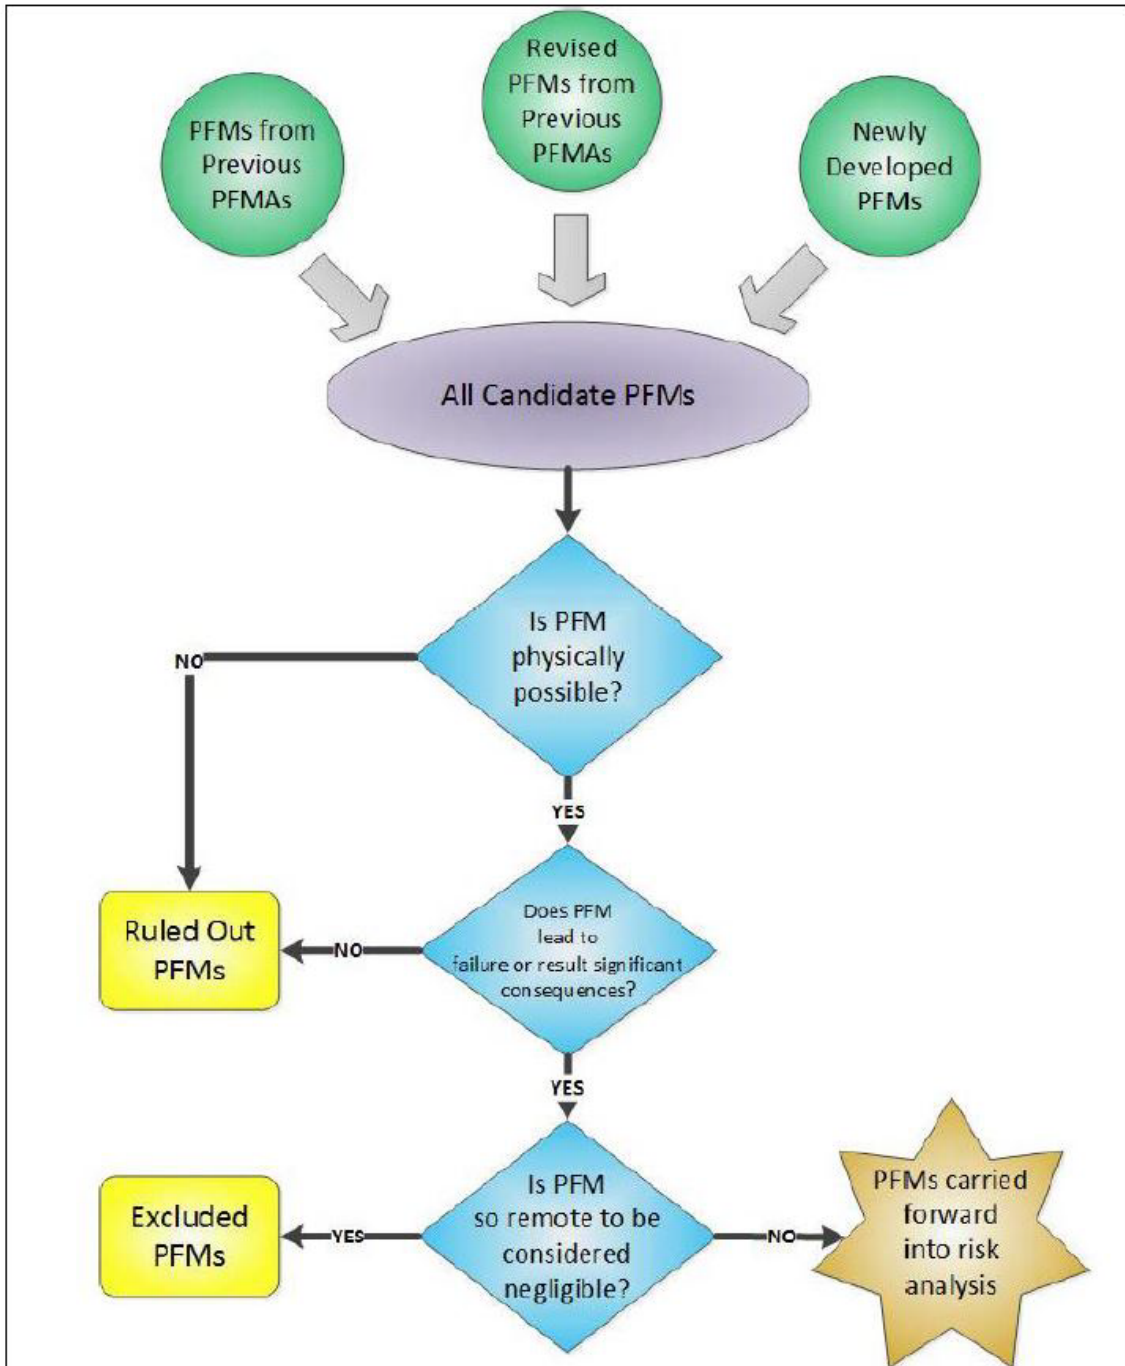 PFMs from
Previous
PFMAs
Revised
PFMs from
Previous
PFMAs
Newly
Developed
PFMs
All Candidate PFMs
Is PFM
physically
possible?
NO
YES
Does PFM
lead to
failure or result significant
consequences?
Ruled Out
PFMs
NO
YES
Is PFM
so remote to be
considered
negligible?
Excluded
PFMs
YES
NO
PFMs carried
forward
into risk
analysis